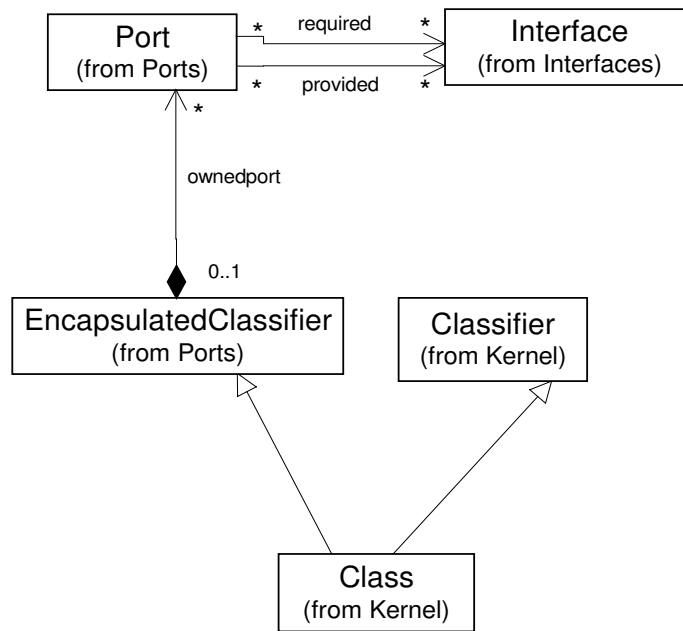 Port
(from Ports)
*
required
*
Interface
(from Interfaces)
*
provided
*
*
ownedport
0..1
EncapsulatedClassifier
(from Ports)
Classifier
(from Kernel)
Class
(from Kernel)